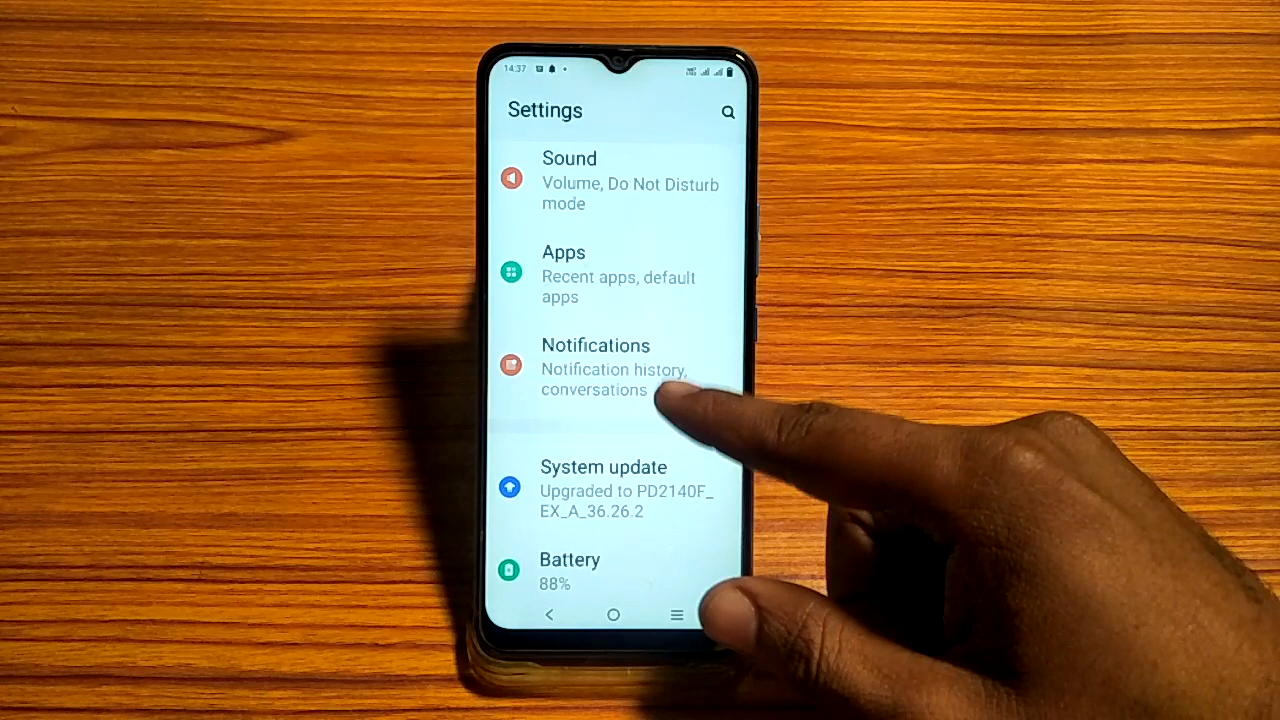 14:37
Settings
Sound
Volume, Do Not Disturb
mode
Apps
Recent apps, default
apps
Notifications
Notification history,
conversations
System update
Upgraded to PD2140F_
EX_A_36.26.2
Battery
88%